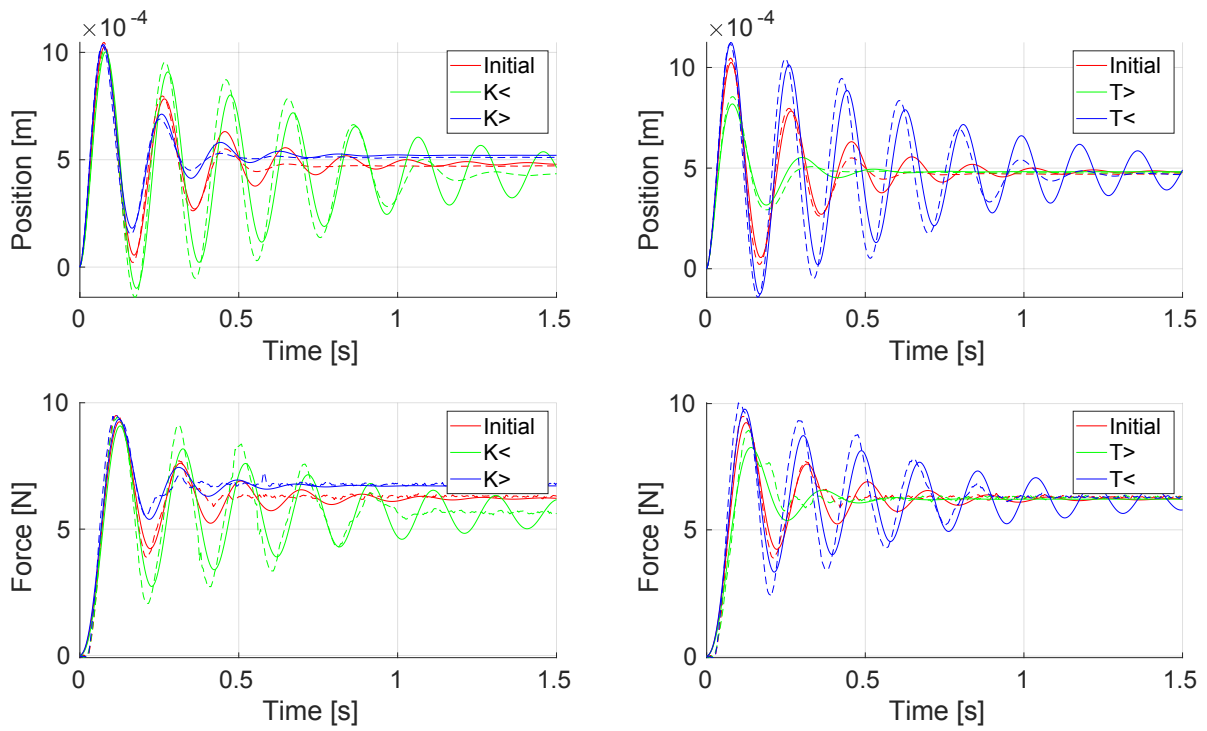 ×10 -4
10
5
0
Position [m]
0 0.5 1 1.5
Time [s]
Initial
K<
K>
×10 -4
10
5
0
Position [m]
0 0.5 1 1.5
Time [s]
Initial
T>
T<
10
5
0
Force [N]
0 0.5 1 1.5
Time [s]
Initial
K<
K>
10
5
0
Force [N]
0 0.5 1 1.5
Time [s]
Initial
T>
T<